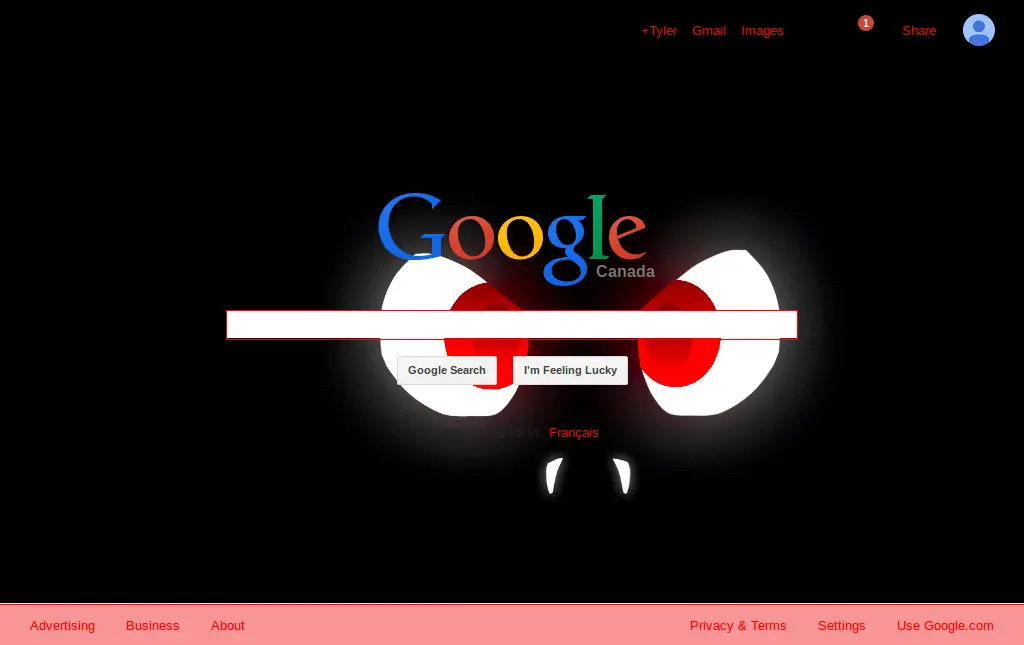 +Tyler Gmail Images 1 Share
Google
Canada
Google Search I'm Feeling Lucky
Français
Advertising Business About Privacy & Terms Settings Use Google.com